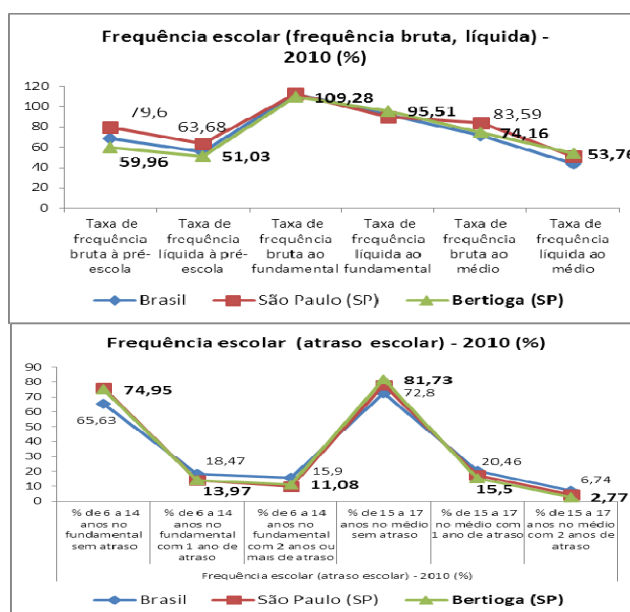 Frequência escolar (frequência bruta, líquida) -
2010 (%)
120
100
80
60
40
20
0
79,6
63,68
109,28
95,51
83,59
74,16
53,76
59,96
51,03
Taxa de frequência bruta à pré-escola
Taxa de frequência líquida à pré-escola
Taxa de frequência bruta ao fundamental
Taxa de frequência líquida ao fundamental
Taxa de frequência bruta ao médio
Taxa de frequência líquida ao médio
Brasil São Paulo (SP) Bertioga (SP)
Frequência escolar (atraso escolar) - 2010 (%)
90
80
70
60
50
40
30
20
10
0
74,95
65,63
18,47
13,97
15,9
11,08
81,73
72,8
20,46
15,5
6,74
2,77
% de 6 a 14 anos no fundamental sem atraso
% de 6 a 14 anos no fundamental com 1 ano de atraso
% de 6 a 14 anos no fundamental com 2 anos ou mais de atraso
% de 15 a 17 anos no médio sem atraso
% de 15 a 17 no médio com 1 ano de atraso
% de 15 a 17 anos no médio com 2 anos de atraso
Frequência escolar (atraso escolar) - 2010 (%)
Brasil São Paulo (SP) Bertioga (SP)